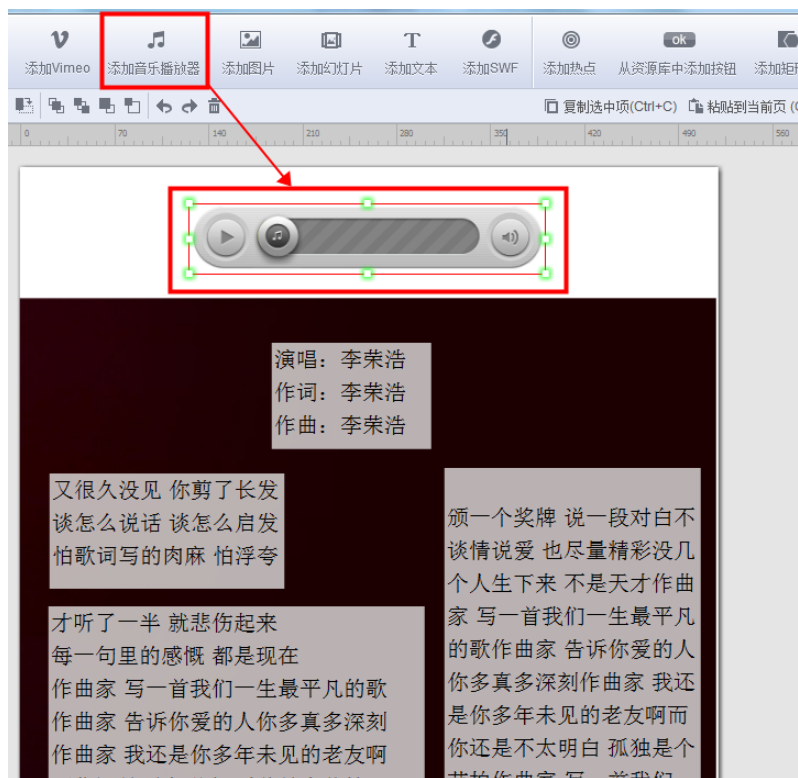 添加Vimeo 添加音乐播放器 添加图片 添加幻灯片 添加文本 添加SWF 添加热点 ok 从资源库中添加按钮
复制选中项(Ctrl+C) 粘贴到当前页
0 70 140 210 280 350 420 490 560
演唱：李荣浩
作词：李荣浩
作曲：李荣浩
又很久没见 你剪了长发
谈怎么说话 谈怎么启发
怕歌词写的肉麻 怕浮夸
才听了一半 就悲伤起来
每一句里的感慨 都是现在
作曲家 写一首我们一生最平凡的歌
作曲家 告诉你爱的人你多真多深刻
作曲家 我还是你多年未见的老友啊
颁一个奖牌 说一段对白不
谈情说爱 也尽量精彩没几
个人生下来 不是天才作曲
家 写一首我们一生最平凡
的歌作曲家 告诉你爱的人
你多真多深刻作曲家 我还
是你多年未见的老友啊而
你还是不太明白 孤独是个